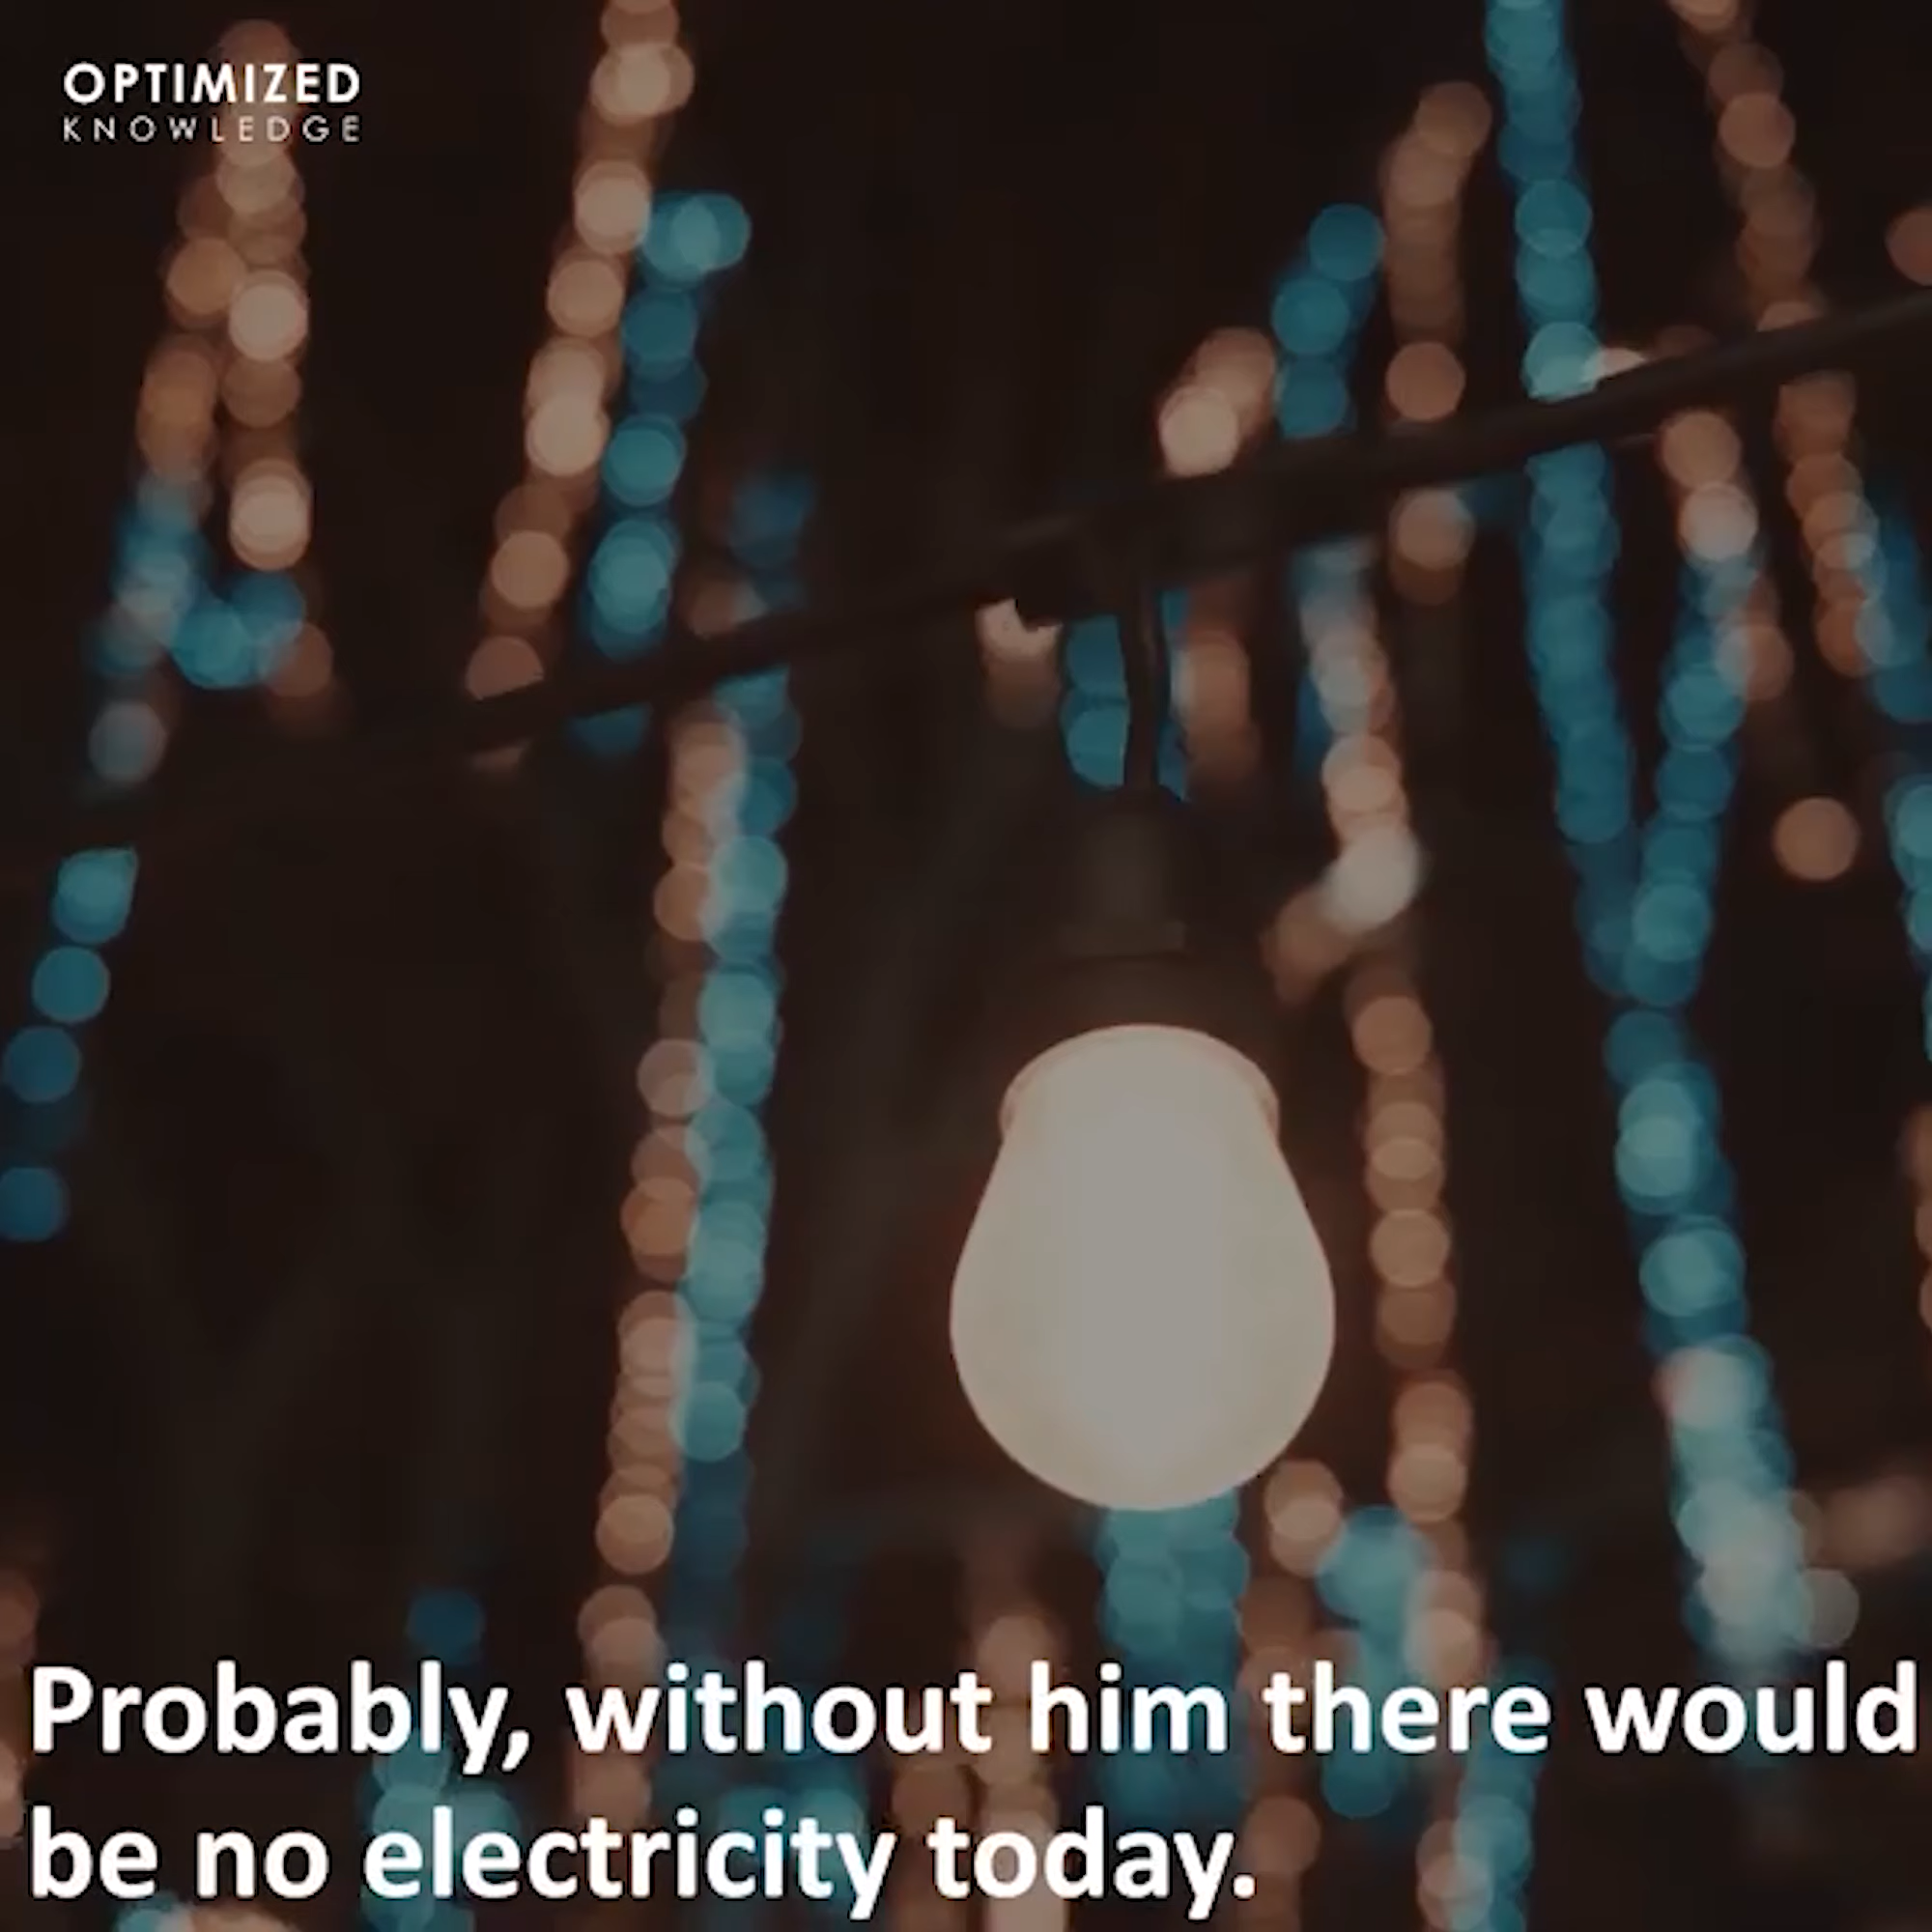 OPTIMIZED
KNOWLEDGE
Probably, without him there would
be no electricity today.